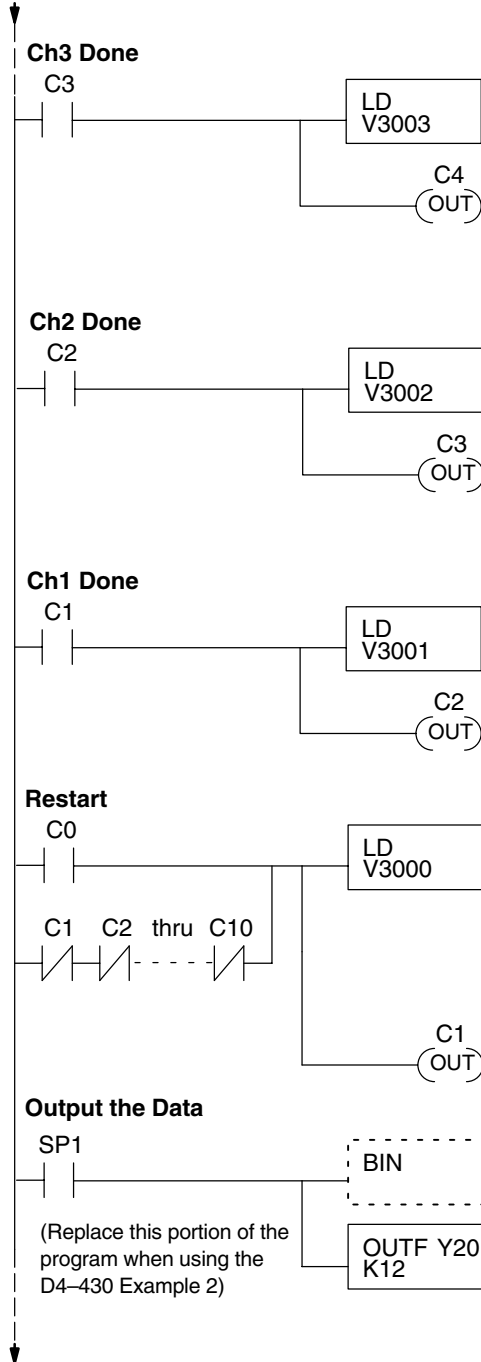 Ch3 Done
C3
LD
V3003
C4
OUT
Ch2 Done
C2
LD
V3002
C3
OUT
Ch1 Done
C1
LD
V3001
C2
OUT
Restart
C0
LD
V3000
C1 C2 thru C10
C1
OUT
Output the Data
SP1
BIN
(Replace this portion of the
program when using the
D4–430 Example 2)
OUTF Y20
K12